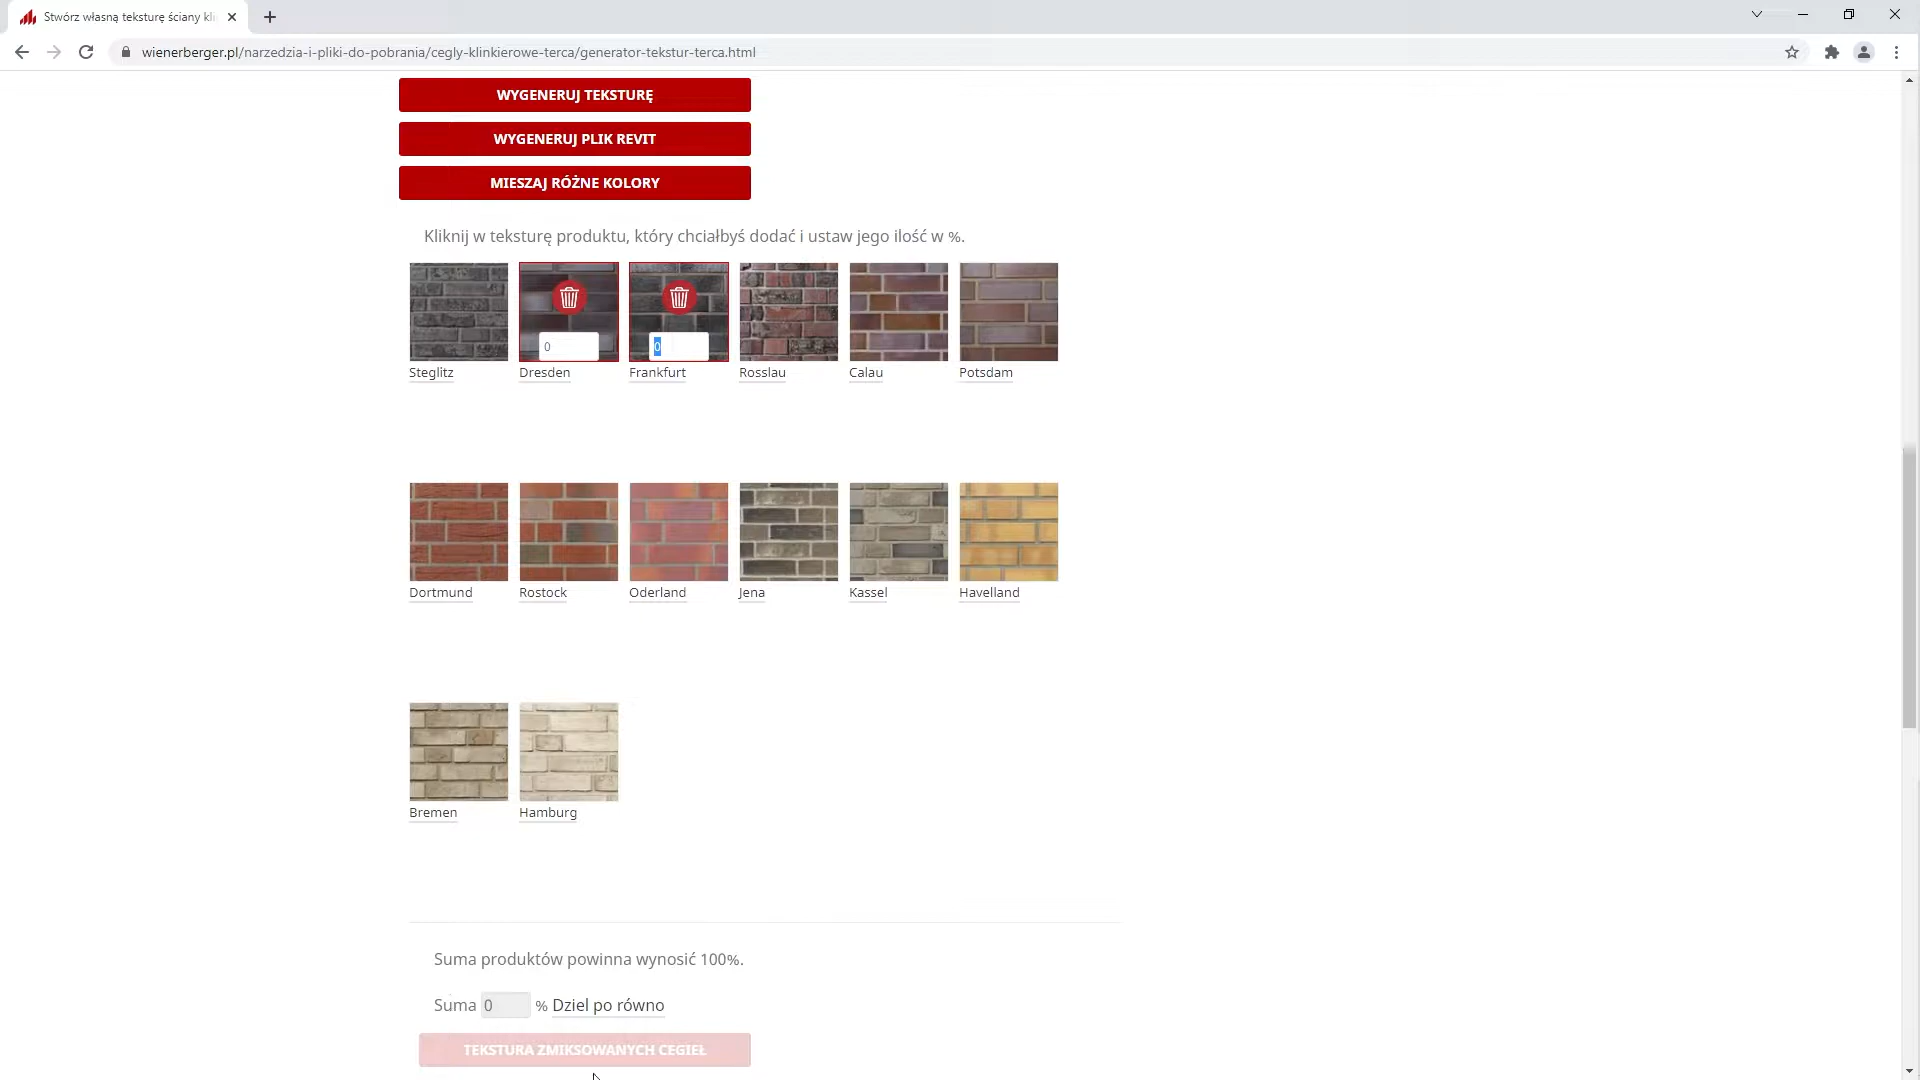 Stwórz własną teksturę ściany kli
wienerberger.pl/narzedzia-i-pliki-do-pobrania/cegly-klinkierowe-terca/generator-tekstur-terca.html
WYGENERUJ TEKSTURĘ
WYGENERUJ PLIK REVIT
MIESZAJ RÓŻNE KOLORY
Kliknij w teksturę produktu, który chciałbyś dodać i ustaw jego ilość w %.
0 0
Steglitz Dresden Frankfurt Rosslau Calau Potsdam
Dortmund Rostock Oderland Jena Kassel Havelland
Bremen Hamburg
Suma produktów powinna wynosić 100%.
Suma 0 % Dziel po równo
TEKSTURA ZMIKSOWANYCH CEGIEŁ